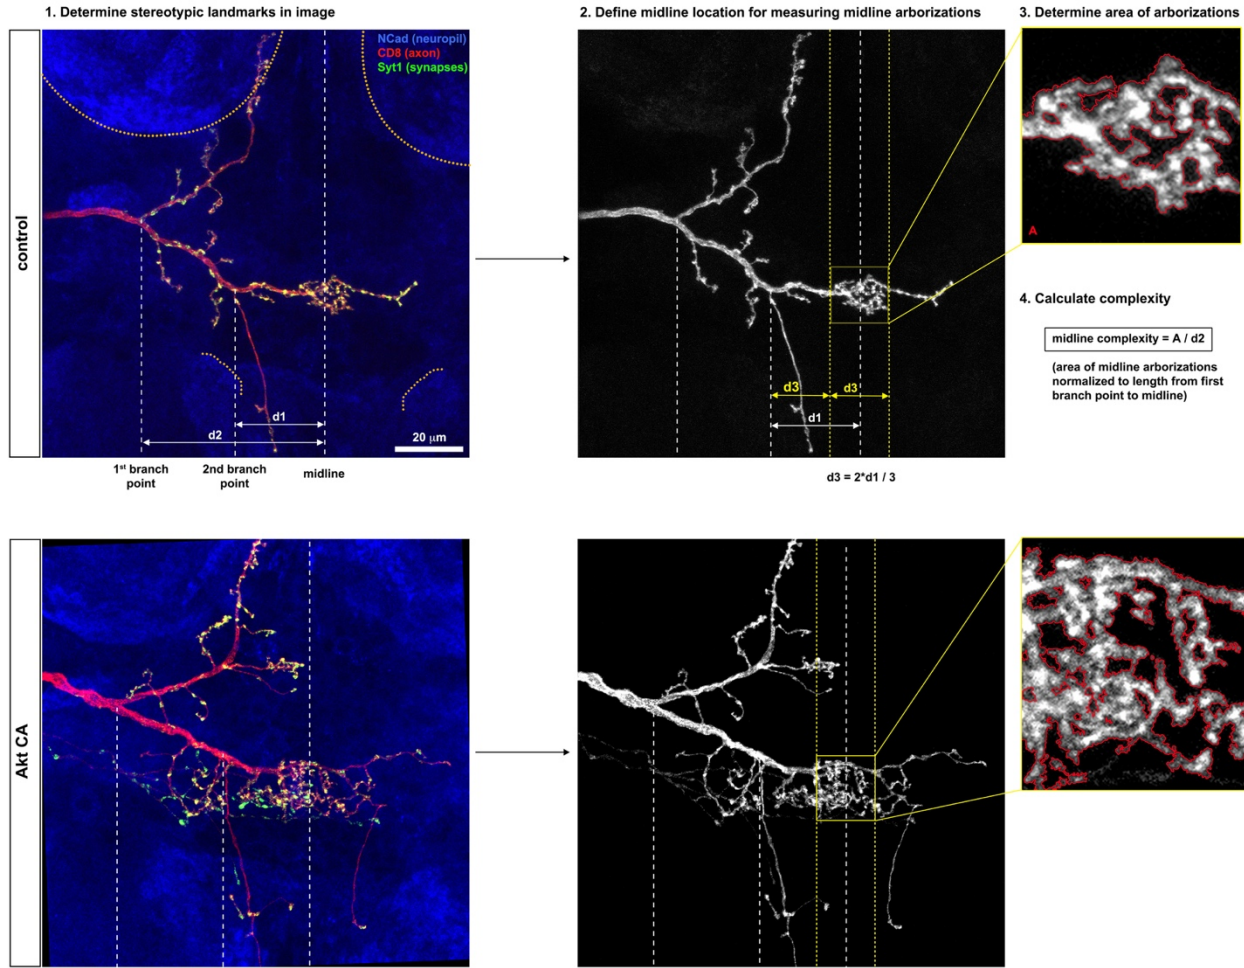 1. Determine stereotypic landmarks in image
2. Define midline location for measuring midline arborizations
3. Determine area of arborizations
control
NCad (neuropil)
CD8 (axon)
Syt1 (synapses)
d1
d2
20 μm
1st branch
point
2nd branch
point
midline
d3
d3
d1
d3 = 2*d1 / 3
A
4. Calculate complexity
midline complexity = A / d2
(area of midline arborizations
normalized to length from first
branch point to midline)
Akt CA